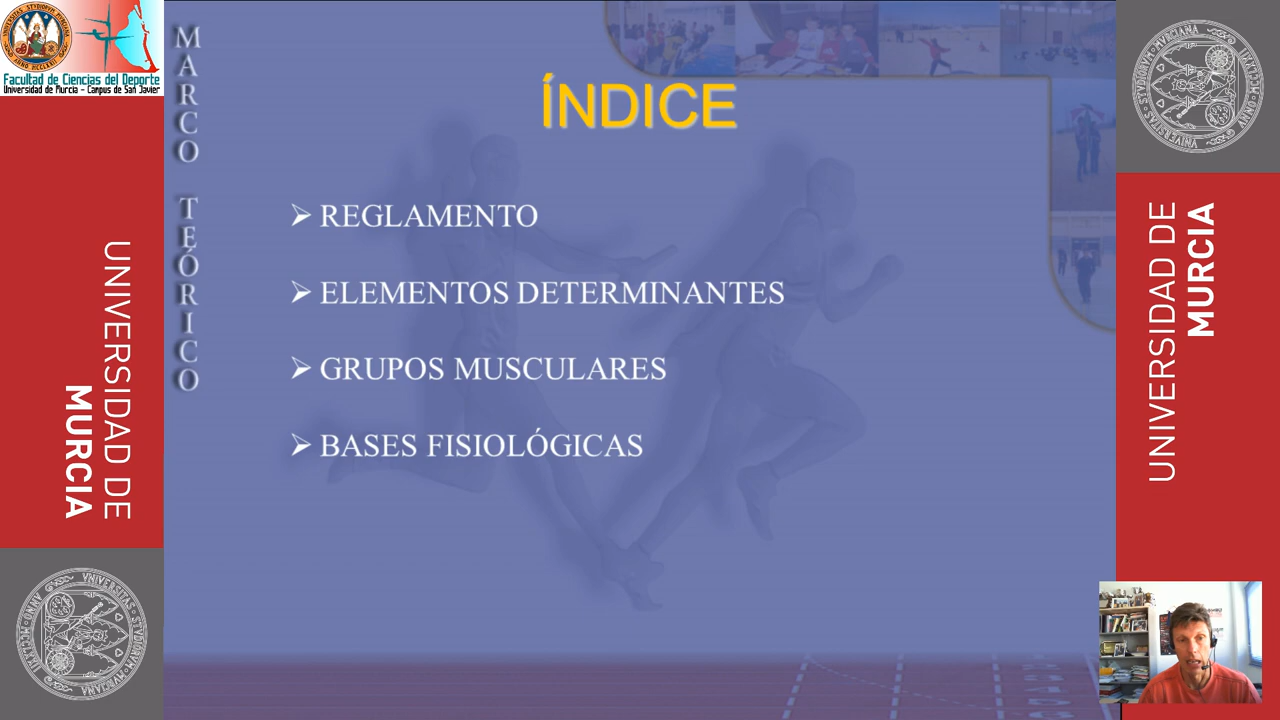 Facultad de Ciencias del Deporte
Universidad de Murcia - Campus de San Javier
MARCO TEÓRICO
ÍNDICE
REGLAMENTO
ELEMENTOS DETERMINANTES
GRUPOS MUSCULARES
BASES FISIOLÓGICAS
UNIVERSIDAD DE
MURCIA
UNIVERSIDAD DE
MURCIA